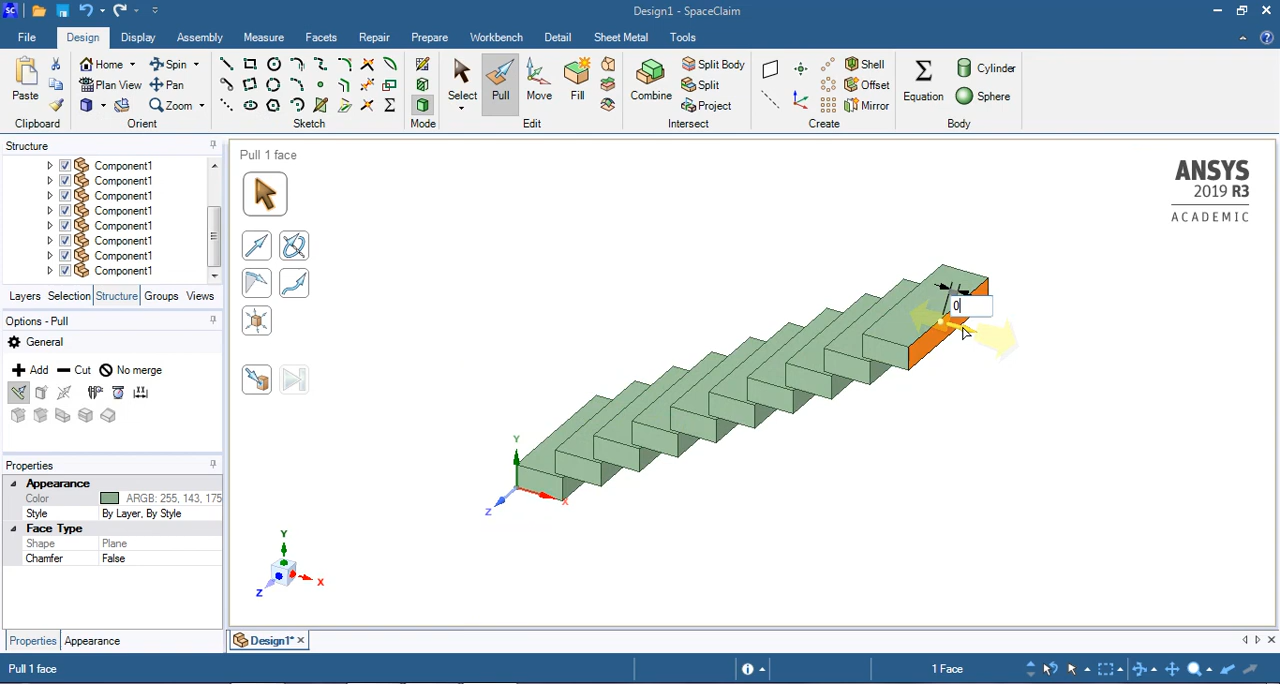 SC
Design1 - SpaceClaim
File Design Display Assembly Measure Facets Repair Prepare Workbench Detail Sheet Metal Tools
Paste
Clipboard
Home Spin
Plan View Pan
Zoom
Orient
Sketch
Mode
Select Pull Move Fill
Edit
Combine
Split Body
Split
Project
Intersect
Shell
Offset
Mirror
Create
Equation
Cylinder
Sphere
Body
Structure
Component1
Component1
Component1
Component1
Component1
Component1
Component1
Component1
Layers Selection Structure Groups Views
Options - Pull
General
Add Cut No merge
Properties
Appearance
Color ARGB: 255, 143, 175
Style By Layer, By Style
Face Type
Shape Plane
Chamfer False
Properties Appearance
Pull 1 face
ANSYS
2019 R3
ACADEMIC
0
Y
X
Z
Y
X
Z
Design1*
Pull 1 face
1 Face